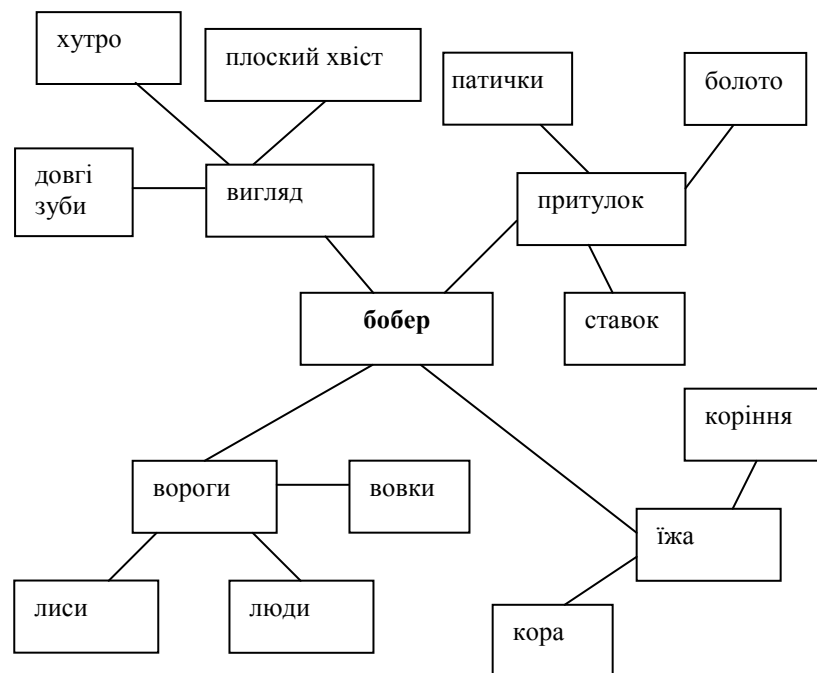 хутро
плоский хвіст
патички
болото
довгі
зуби
вигляд
притулок
бобер
ставок
коріння
вороги
вовки
їжа
лиси
люди
кора